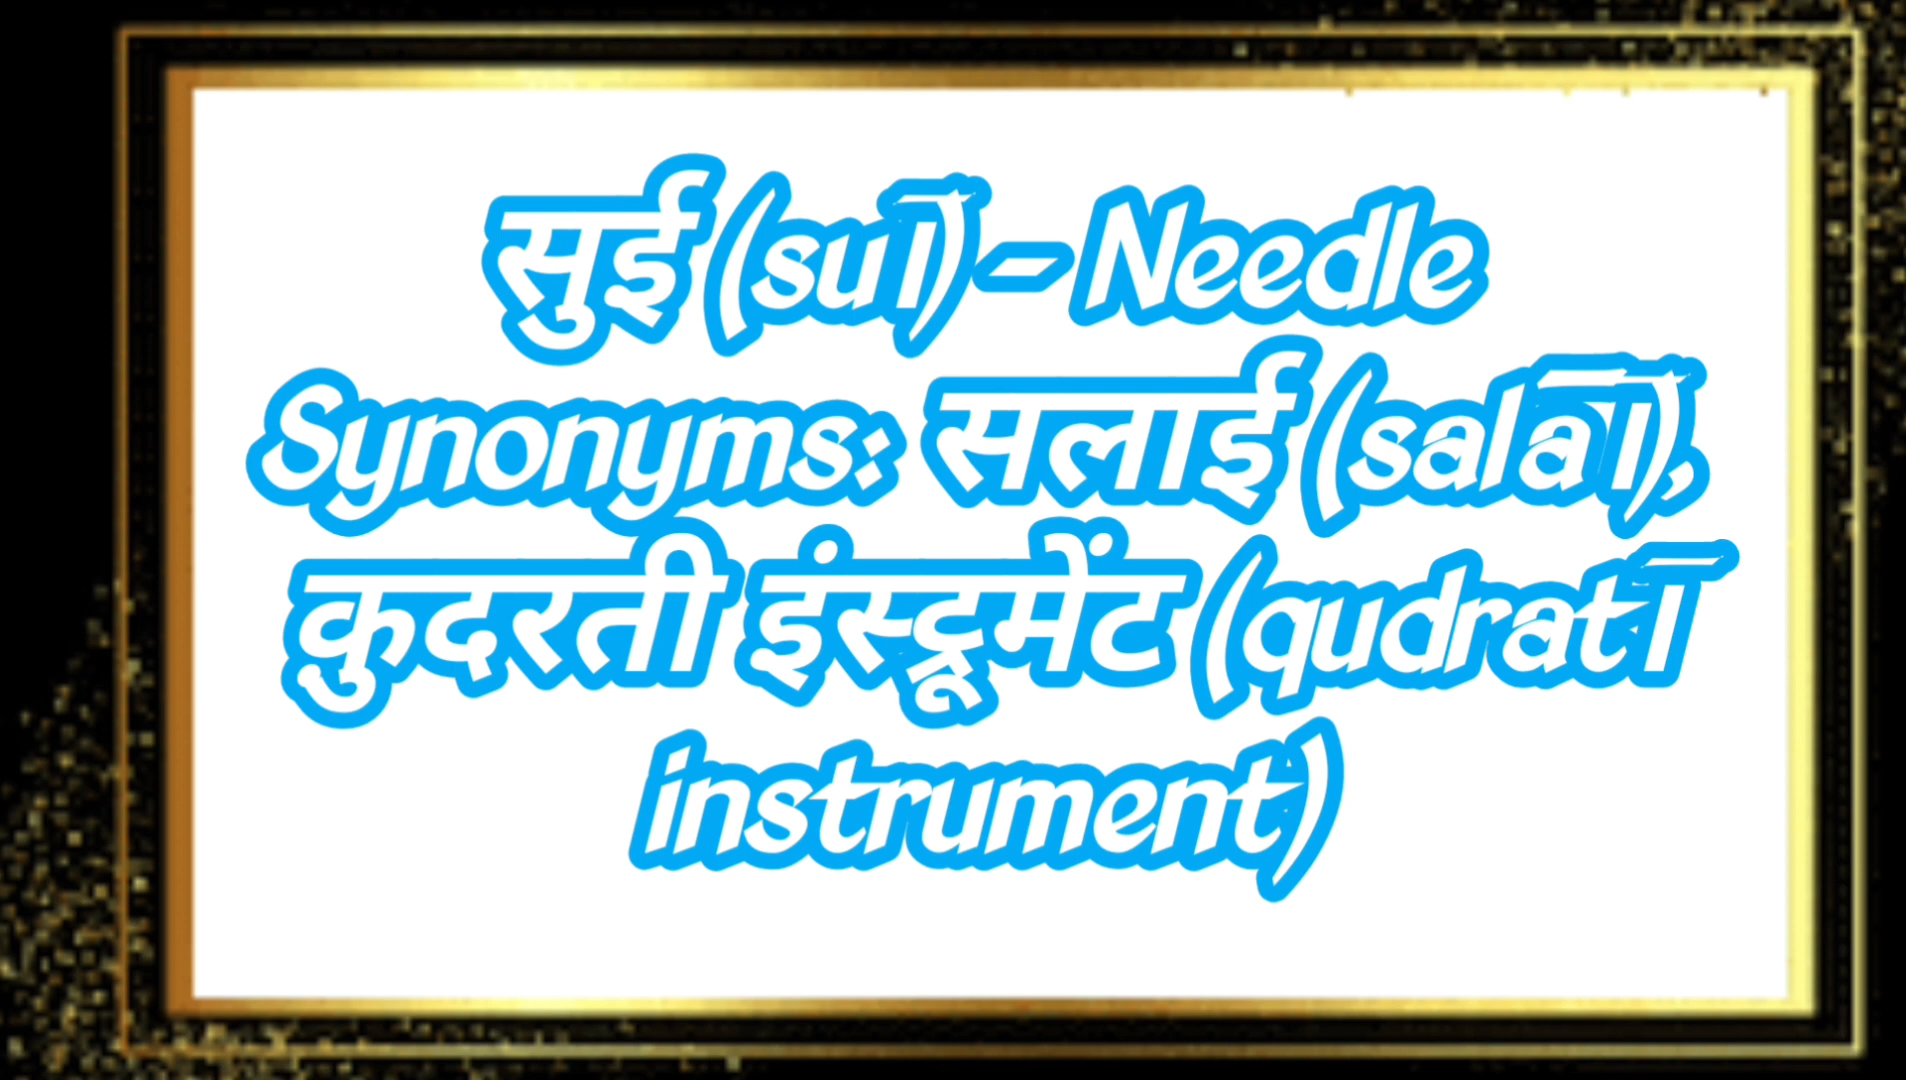 सुई (suī) - Needle
Synonyms: सलाई (salāī),
क़ुदरती इंस्ट्रूमेंट (qudratī
instrument)